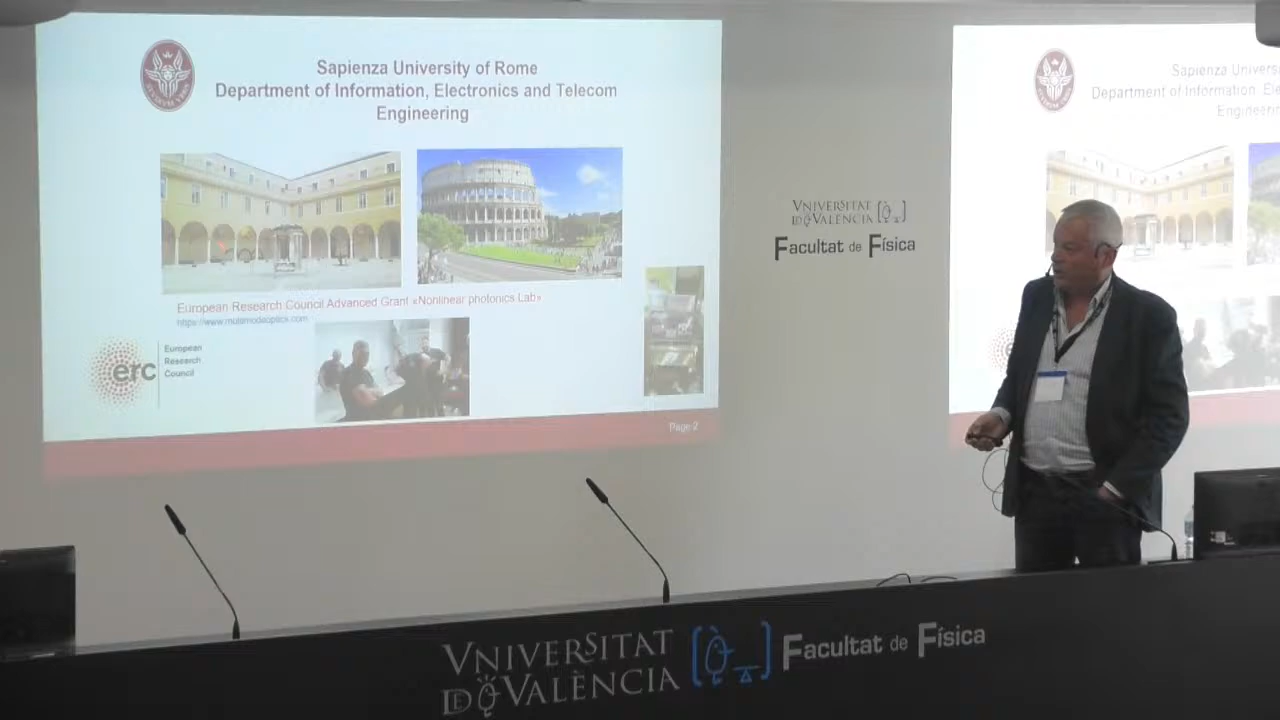 Sapienza University of Rome
Department of Information, Electronics and Telecom
Engineering
European Research Council Advanced Grant «Nonlinear photonics Lab»
https://www.multimodeoptics.com
erc
European
Research
Council
Page 2
VNIVERSITAT
DE VALÈNCIA
Facultat de Física
Sapienza Univers
Department of Information, Ele
Engineerin
VNIVERSITAT
DE VALÈNCIA
Facultat de Física